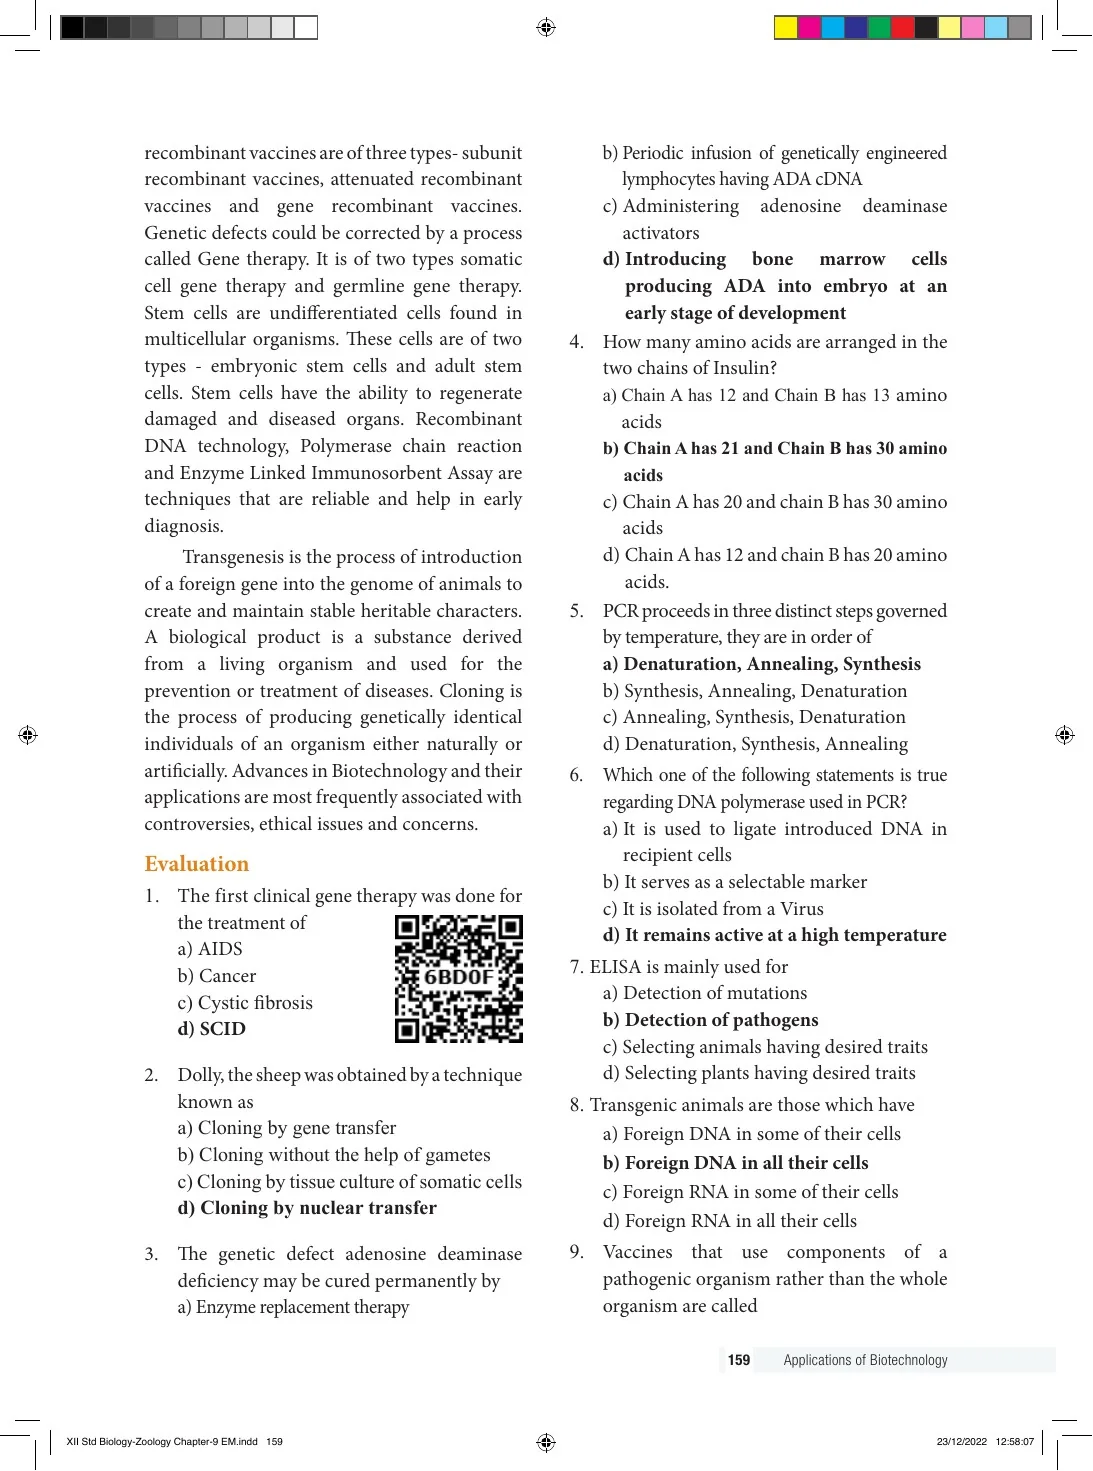 recombinant vaccines are of three types- subunit
recombinant vaccines, attenuated recombinant
vaccines and gene recombinant vaccines.
Genetic defects could be corrected by a process
called Gene therapy. It is of two types somatic
cell gene therapy and germline gene therapy.
Stem cells are undifferentiated cells found in
multicellular organisms. These cells are of two
types - embryonic stem cells and adult stem
cells. Stem cells have the ability to regenerate
damaged and diseased organs. Recombinant
DNA technology, Polymerase chain reaction
and Enzyme Linked Immunosorbent Assay are
techniques that are reliable and help in early
diagnosis.
Transgenesis is the process of introduction
of a foreign gene into the genome of animals to
create and maintain stable heritable characters.
A biological product is a substance derived
from a living organism and used for the
prevention or treatment of diseases. Cloning is
the process of producing genetically identical
individuals of an organism either naturally or
artificially. Advances in Biotechnology and their
applications are most frequently associated with
controversies, ethical issues and concerns.
Evaluation
1. The first clinical gene therapy was done for
the treatment of
a) AIDS
b) Cancer
c) Cystic fibrosis
d) SCID
6BD0F
2. Dolly, the sheep was obtained by a technique
known as
a) Cloning by gene transfer
b) Cloning without the help of gametes
c) Cloning by tissue culture of somatic cells
d) Cloning by nuclear transfer
3. The genetic defect adenosine deaminase
deficiency may be cured permanently by
a) Enzyme replacement therapy
b) Periodic infusion of genetically engineered
lymphocytes having ADA cDNA
c) Administering adenosine deaminase
activators
d) Introducing bone marrow cells
producing ADA into embryo at an
early stage of development
4. How many amino acids are arranged in the
two chains of Insulin?
a) Chain A has 12 and Chain B has 13 amino
acids
b) Chain A has 21 and Chain B has 30 amino
acids
c) Chain A has 20 and chain B has 30 amino
acids
d) Chain A has 12 and chain B has 20 amino
acids.
5. PCR proceeds in three distinct steps governed
by temperature, they are in order of
a) Denaturation, Annealing, Synthesis
b) Synthesis, Annealing, Denaturation
c) Annealing, Synthesis, Denaturation
d) Denaturation, Synthesis, Annealing
6. Which one of the following statements is true
regarding DNA polymerase used in PCR?
a) It is used to ligate introduced DNA in
recipient cells
b) It serves as a selectable marker
c) It is isolated from a Virus
d) It remains active at a high temperature
7. ELISA is mainly used for
a) Detection of mutations
b) Detection of pathogens
c) Selecting animals having desired traits
d) Selecting plants having desired traits
8. Transgenic animals are those which have
a) Foreign DNA in some of their cells
b) Foreign DNA in all their cells
c) Foreign RNA in some of their cells
d) Foreign RNA in all their cells
9. Vaccines that use components of a
pathogenic organism rather than the whole
organism are called
159 Applications of Biotechnology
XII Std Biology-Zoology Chapter-9 EM.indd 159
23/12/2022 12:58:07